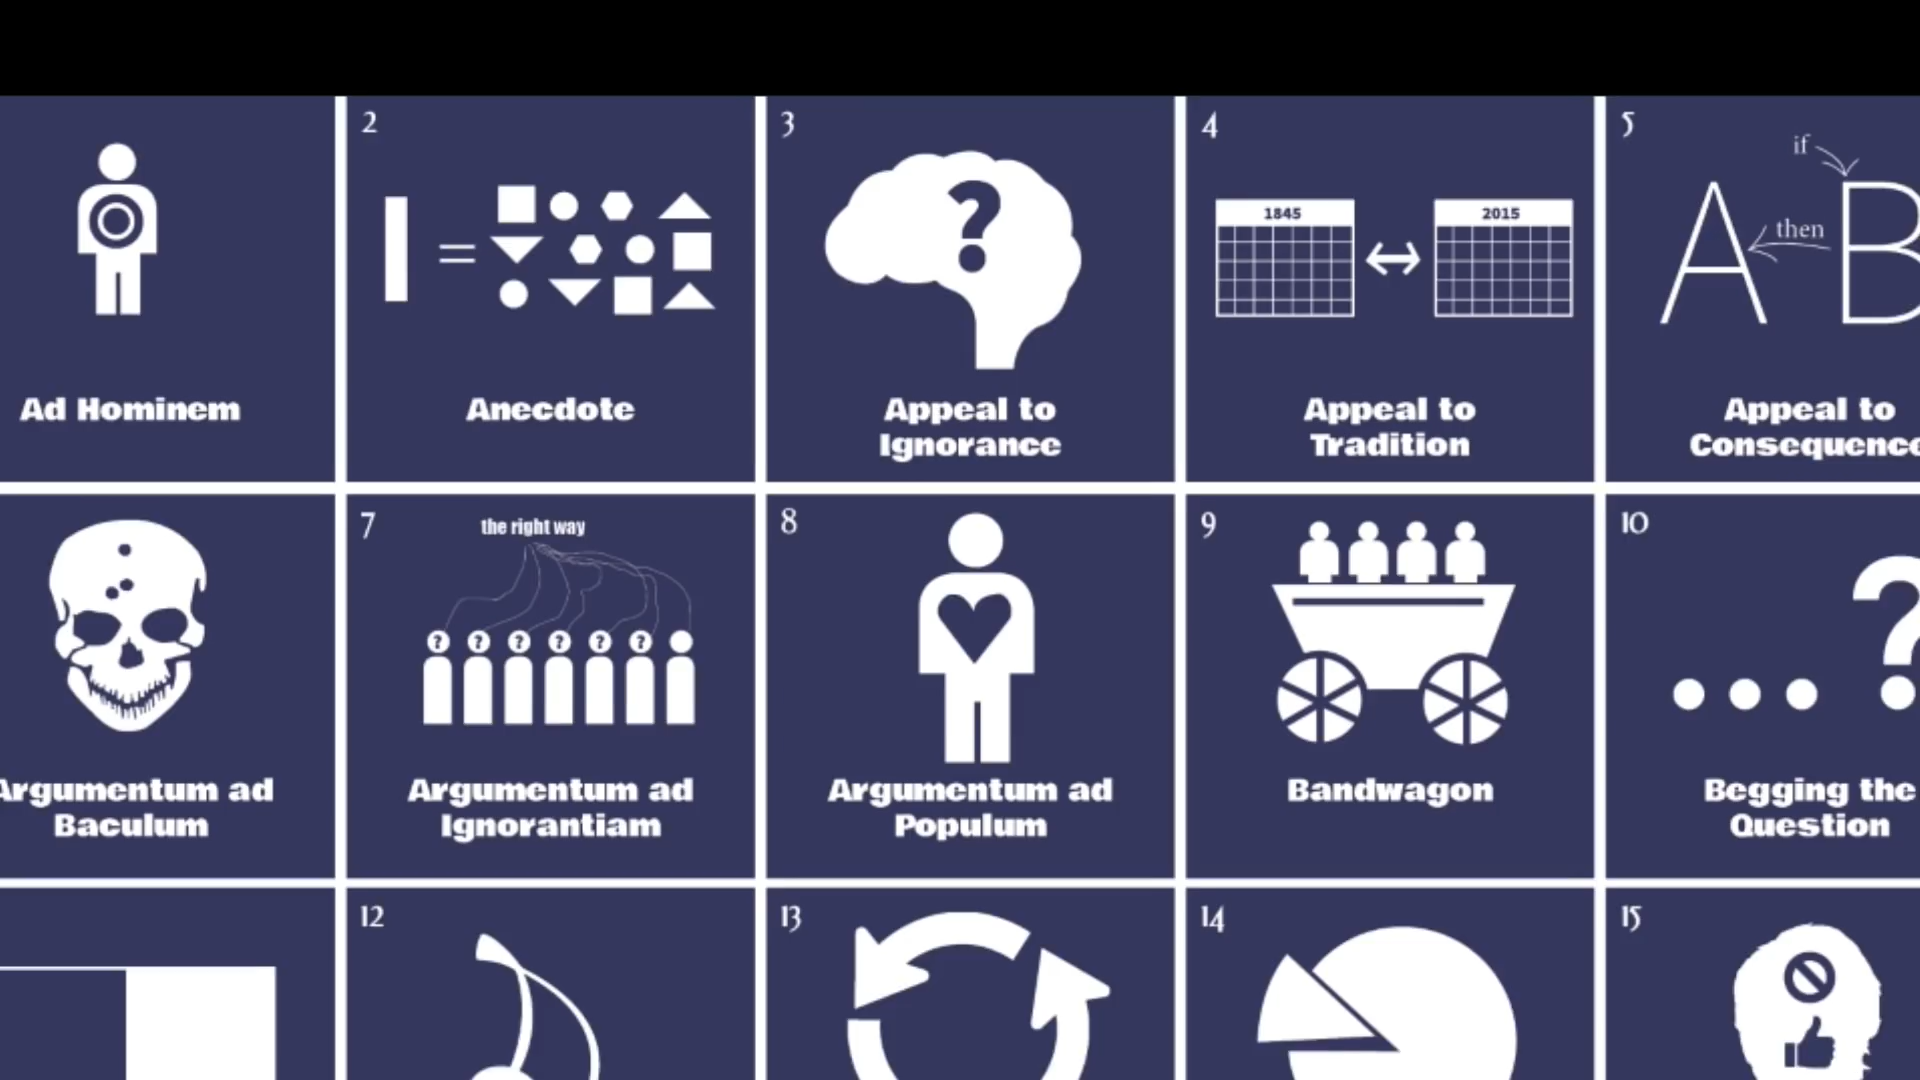 2
3
4
5
1845
2015
if
then
A
B
Ad Hominem
Anecdote
Appeal to
Ignorance
Appeal to
Tradition
Appeal to
Consequenc
7
the right way
8
9
10
? ? ? ? ? ?
Argumentum ad
Baculum
Argumentum ad
Ignorantiam
Argumentum ad
Populum
Bandwagon
Begging the
Question
12
13
14
15